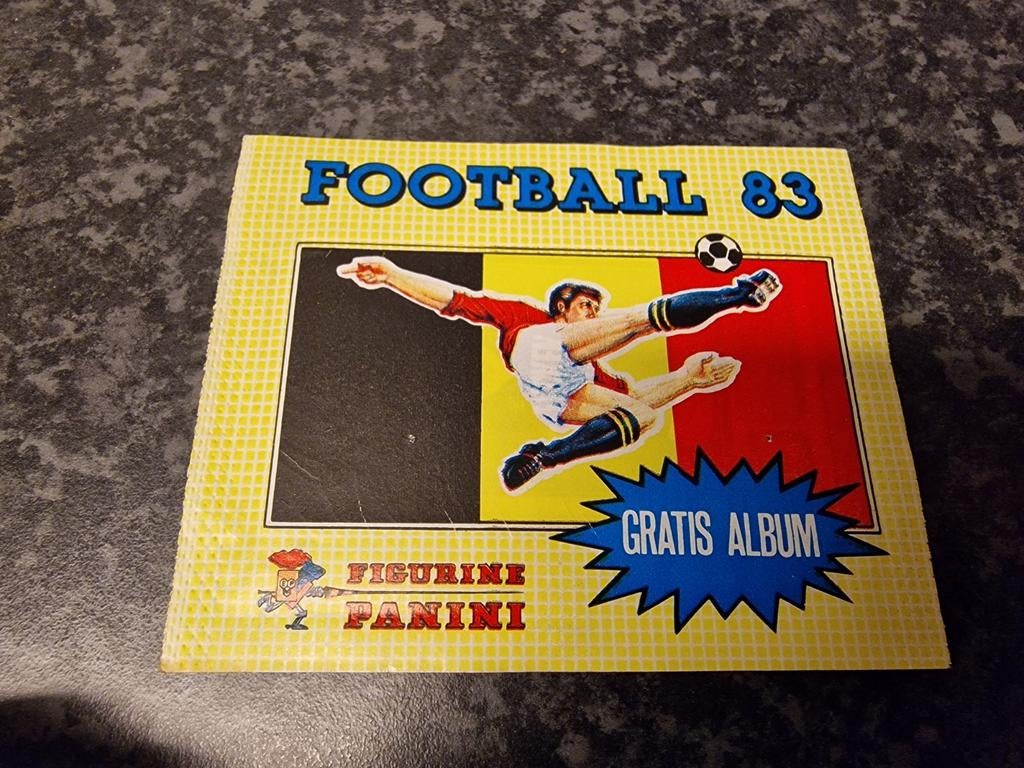 FOOTBALL 83
GRATIS ALBUM
FIGURINE
PANINI